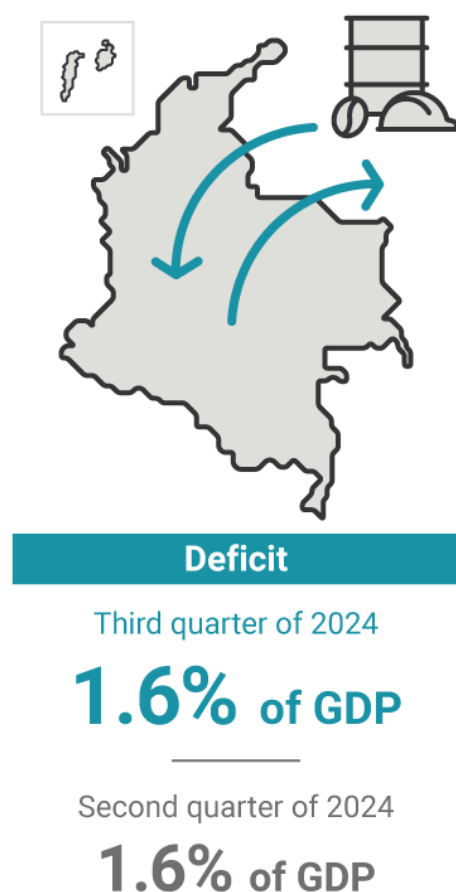 Deficit
Third quarter of 2024
1.6% of GDP
Second quarter of 2024
1.6% of GDP